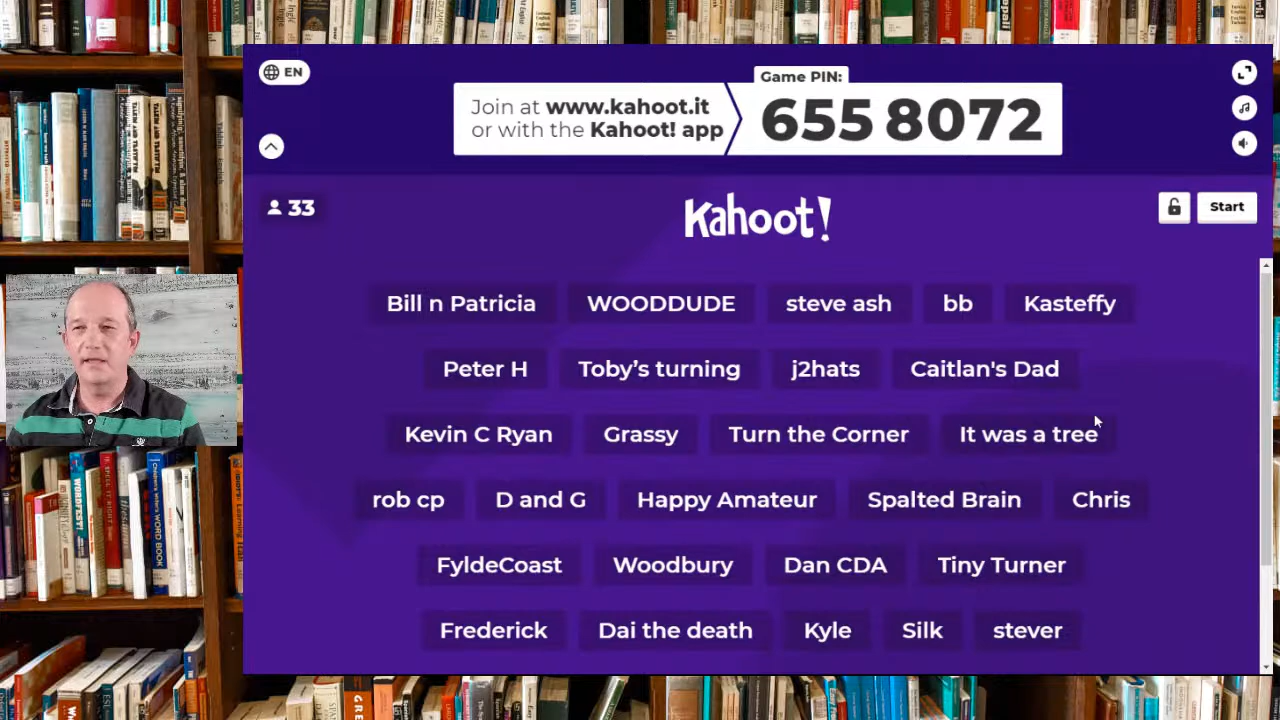 EN
Game PIN:
Join at www.kahoot.it
or with the Kahoot! app
655 8072
33
Kahoot!
Start
Bill n Patricia WOODDUDE steve ash bb Kasteffy
Peter H Toby’s turning j2hats Caitlan's Dad
Kevin C Ryan Grassy Turn the Corner It was a tree
rob cp D and G Happy Amateur Spalted Brain Chris
FyldeCoast Woodbury Dan CDA Tiny Turner
Frederick Dai the death Kyle Silk stever